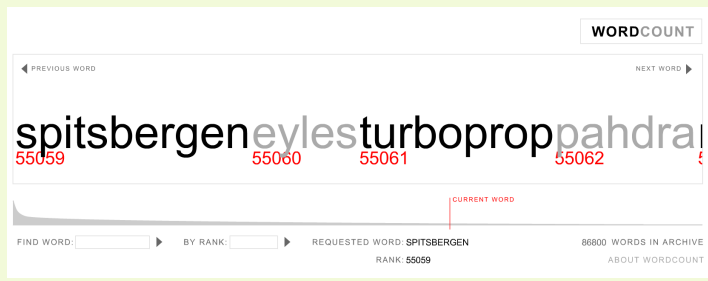 WORDCOUNT
PREVIOUS WORD
NEXT WORD
spitsbergen eyles turboprop pahdra
55059 55060 55061 55062
CURRENT WORD
FIND WORD: BY RANK: REQUESTED WORD: SPITSBERGEN 86800 WORDS IN ARCHIVE
RANK: 55059 ABOUT WORDCOUNT